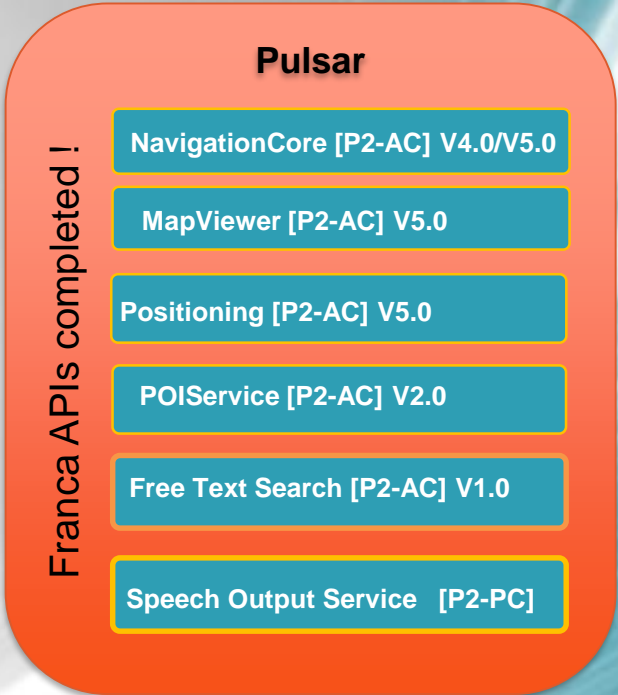 Pulsar
Franca APIs completed !
NavigationCore [P2-AC] V4.0/V5.0
MapViewer [P2-AC] V5.0
Positioning [P2-AC] V5.0
POIService [P2-AC] V2.0
Free Text Search [P2-AC] V1.0
Speech Output Service [P2-PC]